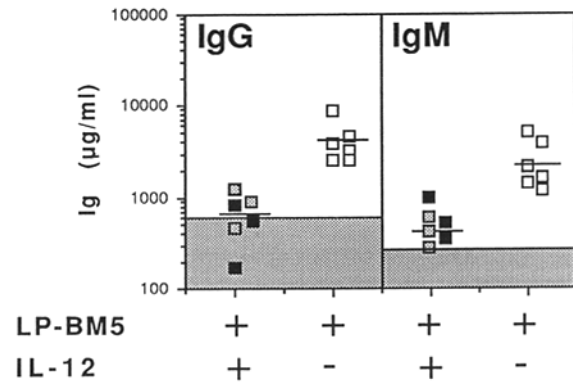 100000
IgG
IgM
10000
1000
100
Ig (µg/ml)
LP-BM5 + + + +
IL-12 + - + -